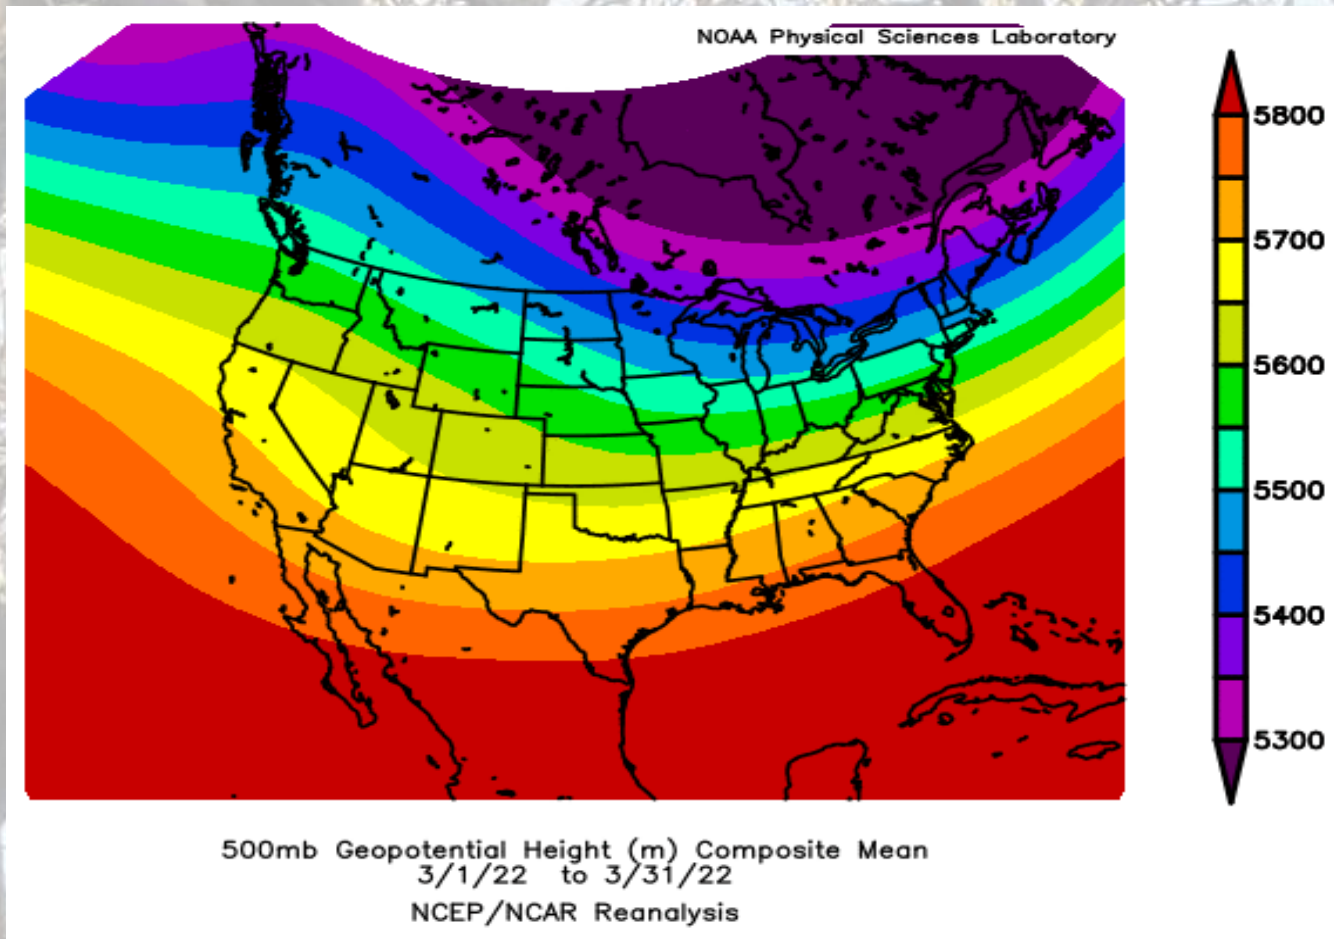 NOAA Physical Sciences Laboratory
5800
5700
5600
5500
5400
5300
500mb Geopotential Height (m) Composite Mean
3/1/22 to 3/31/22
NCEP/NCAR Reanalysis